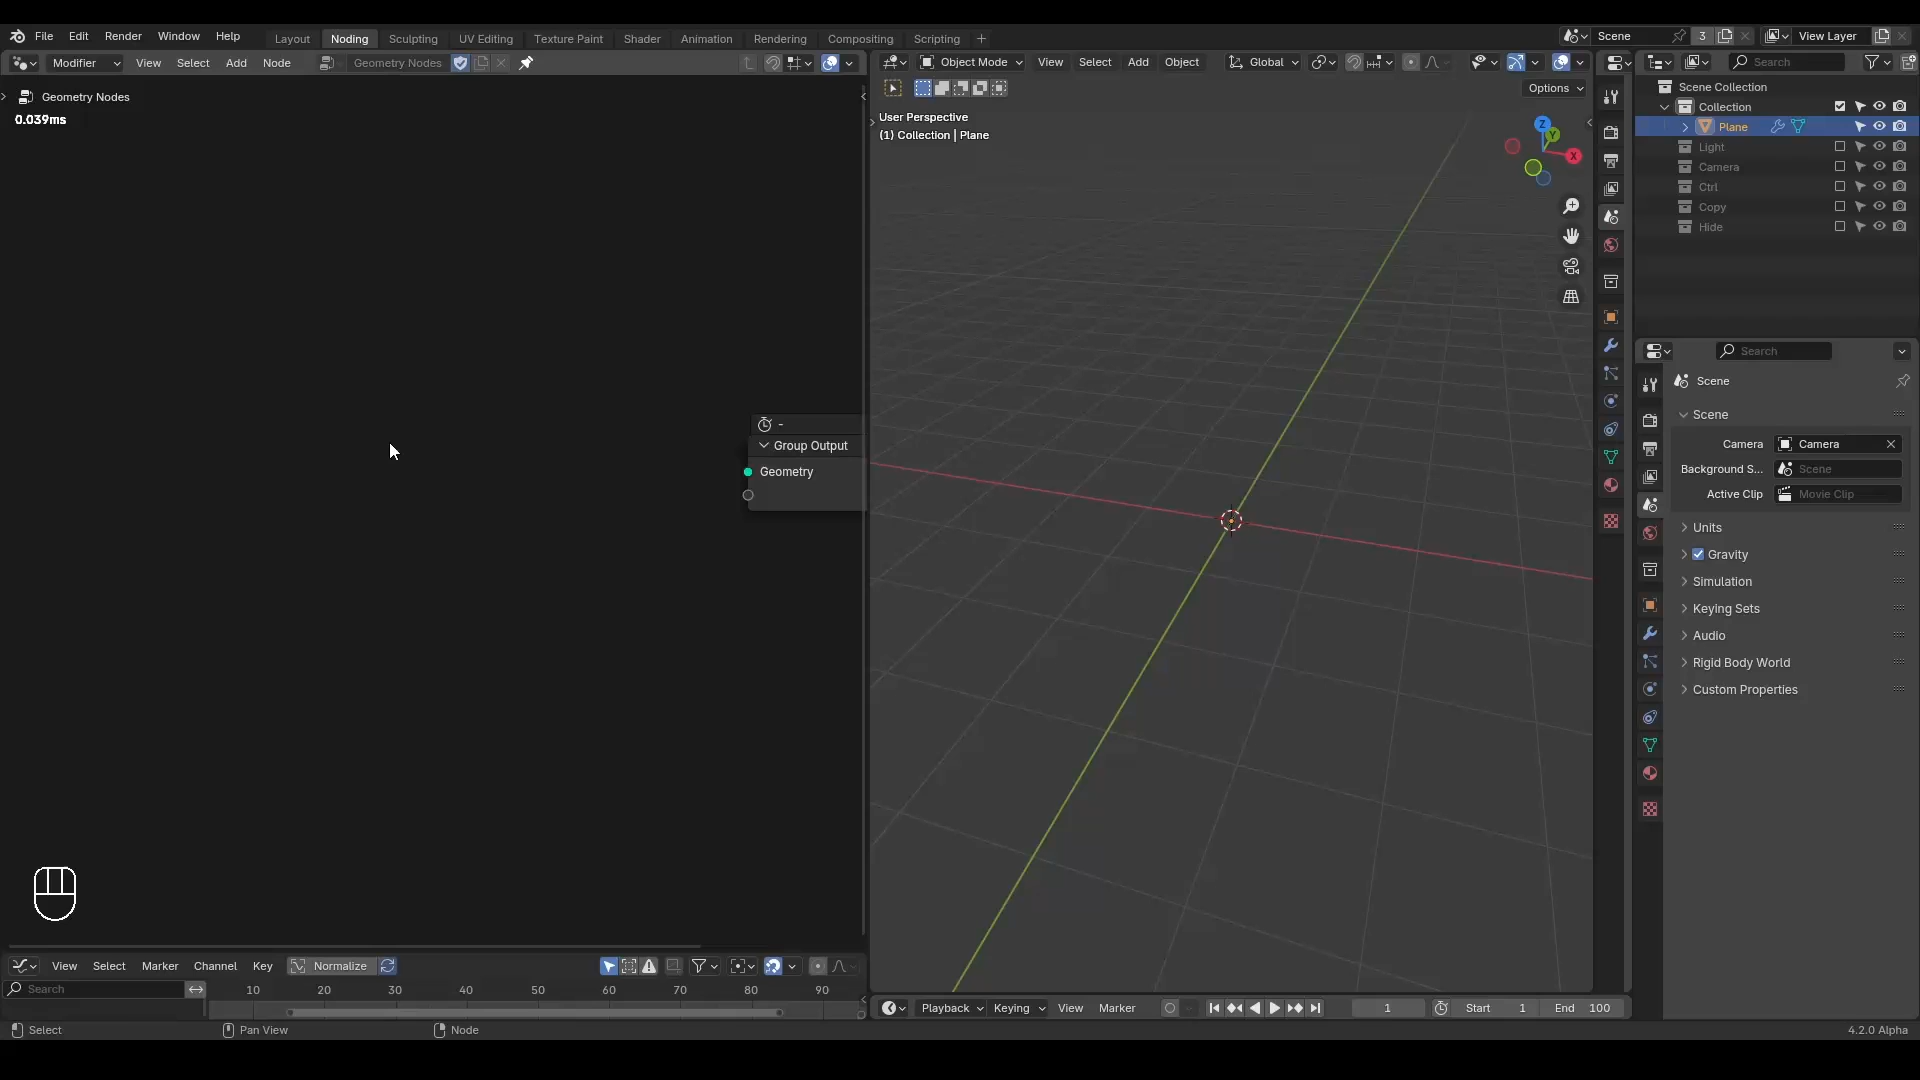 File Edit Render Window Help Layout Noding Sculpting UV Editing Texture Paint Shader Animation Rendering Compositing Scripting + Scene 3 View Layer
Modifier View Select Add Node Geometry Nodes
Object Mode View Select Add Object Global
Search
Options
Geometry Nodes
0.039ms
User Perspective
(1) Collection | Plane
Z
Y
X
Scene Collection
Collection
Plane
Light
Camera
Ctrl
Copy
Hide
-
Group Output
Geometry
Search
Scene
Scene
Camera Camera
Background S... Scene
Active Clip Movie Clip
Units
Gravity
Simulation
Keying Sets
Audio
Rigid Body World
Custom Properties
View Select Marker Channel Key Normalize
Search 10 20 30 40 50 60 70 80 90
Playback Keying View Marker 1 Start 1 End 100
Select Pan View Node 4.2.0 Alpha